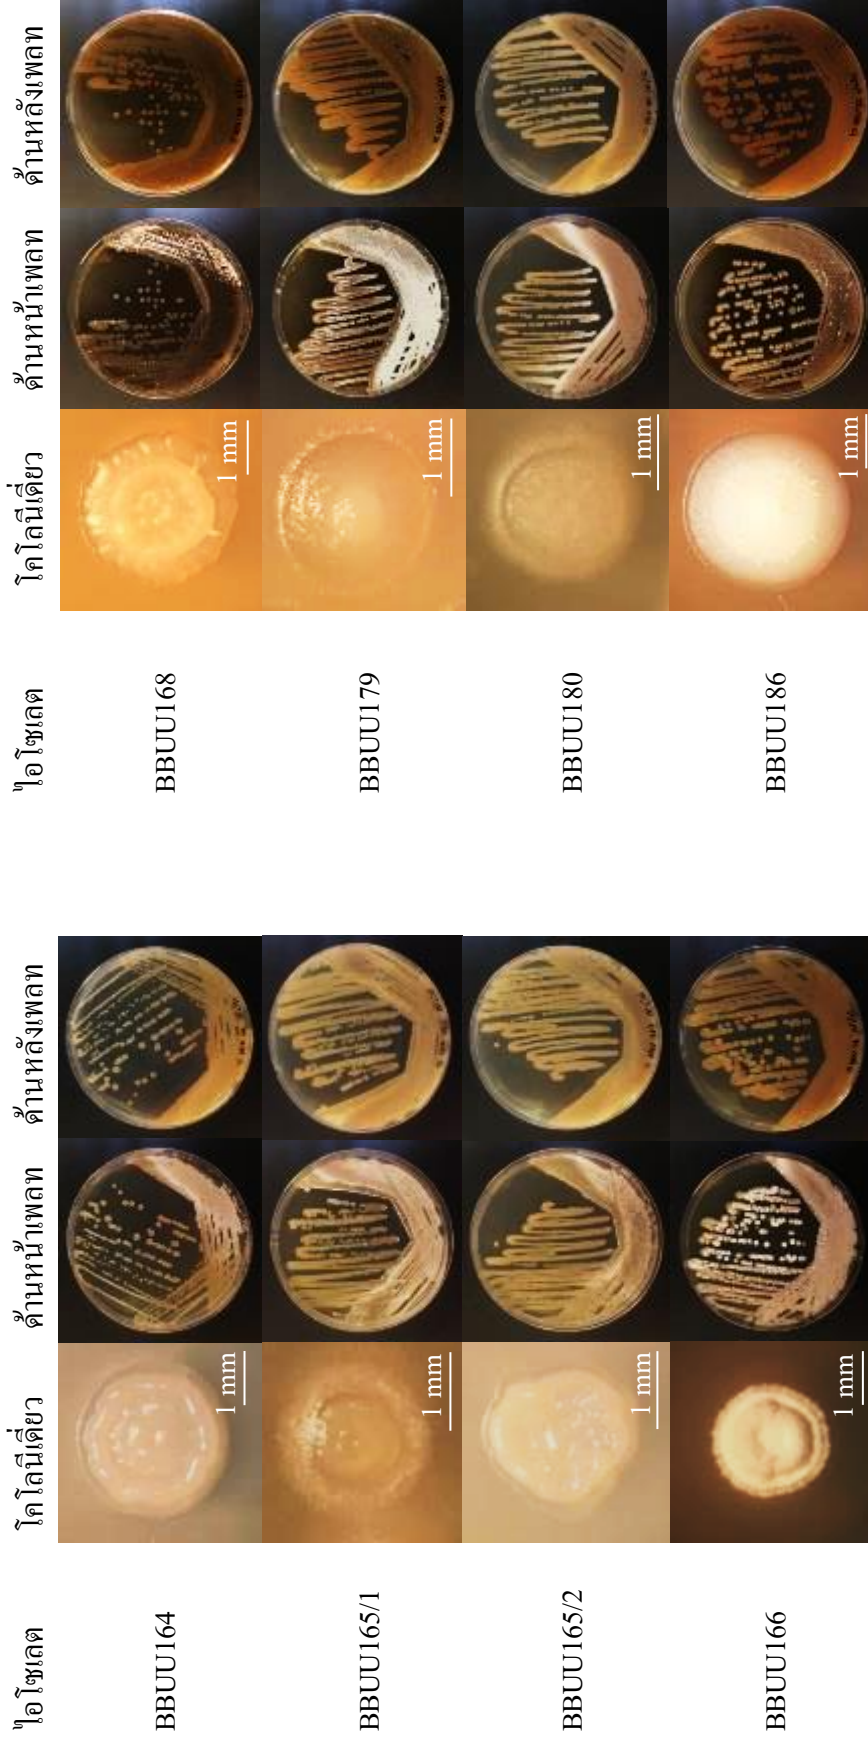 ไอโซเลต โคโลนีเดี่ยว ด้านหน้าเพลท ด้านหลังเพลท ไอโซเลต โคโลนีเดี่ยว ด้านหน้าเพลท ด้านหลังเพลท
BBUU164 1 mm BBUU168 1 mm
BBUU165/1 1 mm BBUU179 1 mm
BBUU165/2 1 mm BBUU180 1 mm
BBUU166 1 mm BBUU186 1 mm